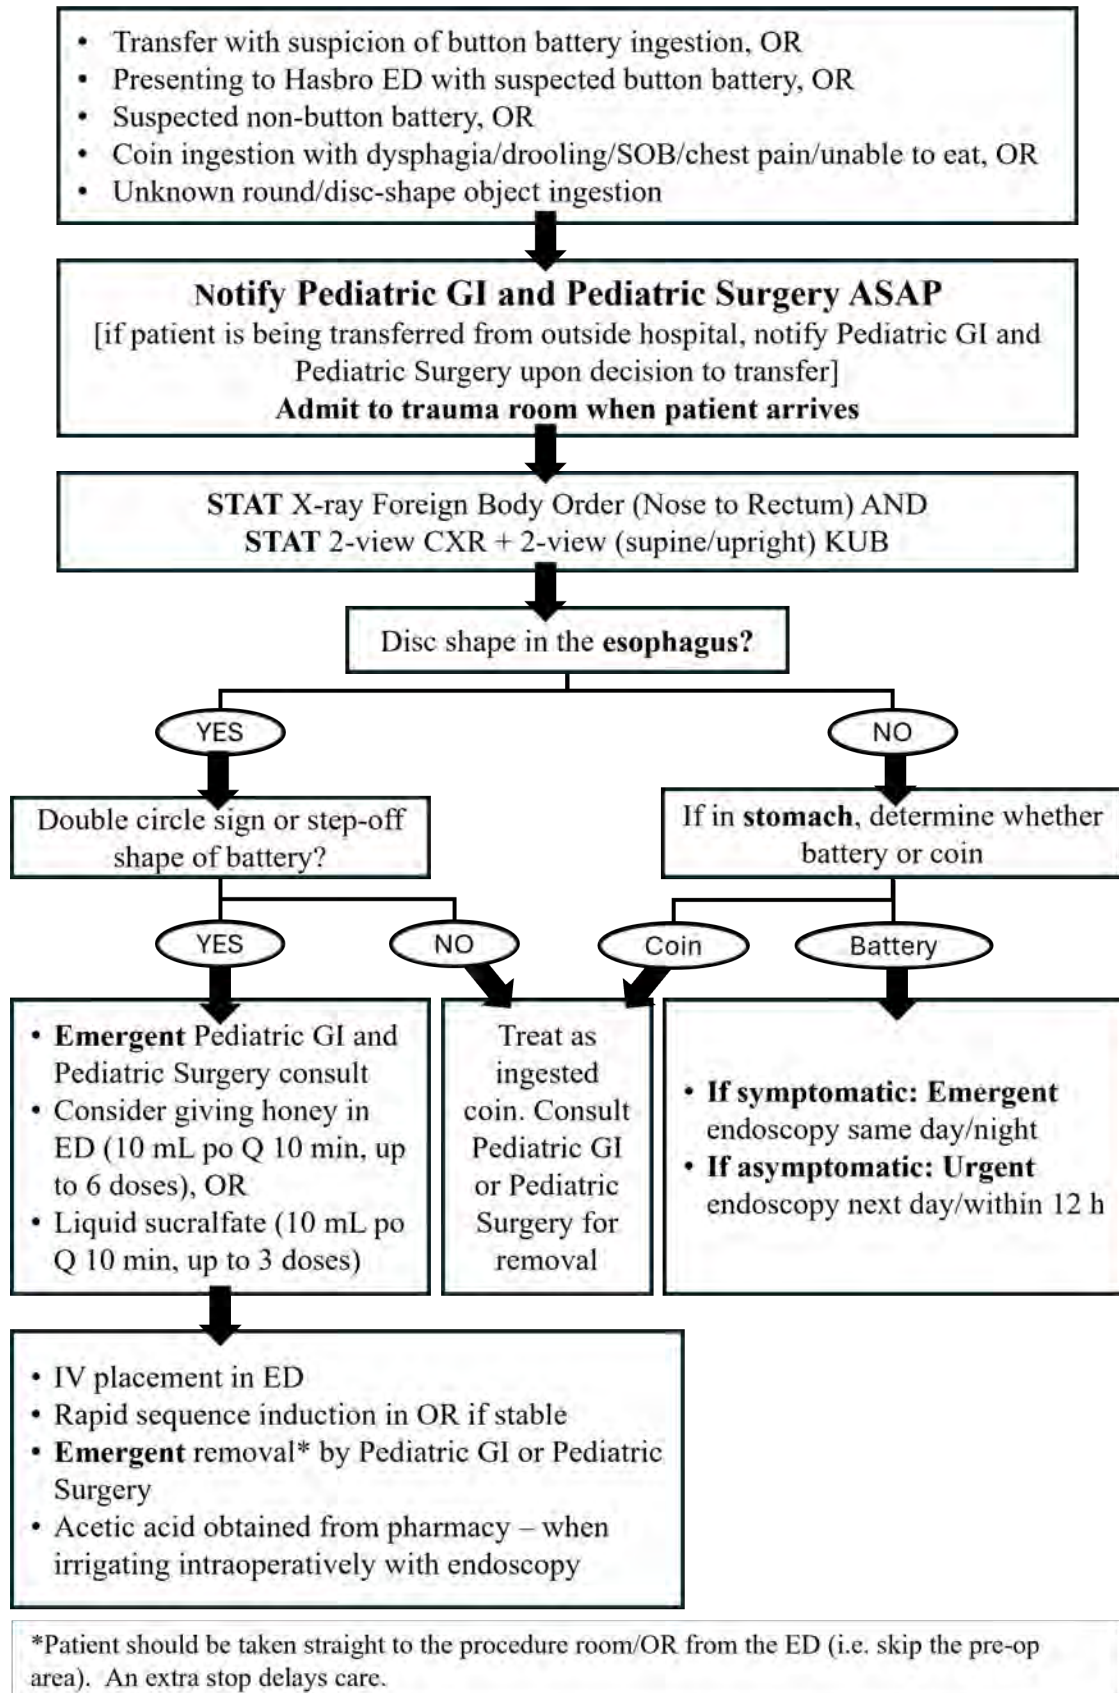 • Transfer with suspicion of button battery ingestion, OR
• Presenting to Hasbro ED with suspected button battery, OR
• Suspected non-button battery, OR
• Coin ingestion with dysphagia/drooling/SOB/chest pain/unable to eat, OR
• Unknown round/disc-shape object ingestion
Notify Pediatric GI and Pediatric Surgery ASAP
[if patient is being transferred from outside hospital, notify Pediatric GI and
Pediatric Surgery upon decision to transfer]
Admit to trauma room when patient arrives
STAT X-ray Foreign Body Order (Nose to Rectum) AND
STAT 2-view CXR + 2-view (supine/upright) KUB
Disc shape in the esophagus?
YES
NO
Double circle sign or step-off
shape of battery?
If in stomach, determine whether
battery or coin
YES
NO
Coin
Battery
• Emergent Pediatric GI and
Pediatric Surgery consult
• Consider giving honey in
ED (10 mL po Q 10 min, up
to 6 doses), OR
• Liquid sucralfate (10 mL po
Q 10 min, up to 3 doses)
Treat as
ingested
coin. Consult
Pediatric GI
or Pediatric
Surgery for
removal
• If symptomatic: Emergent
endoscopy same day/night
• If asymptomatic: Urgent
endoscopy next day/within 12 h
• IV placement in ED
• Rapid sequence induction in OR if stable
• Emergent removal* by Pediatric GI or Pediatric
Surgery
• Acetic acid obtained from pharmacy – when
irrigating intraoperatively with endoscopy
*Patient should be taken straight to the procedure room/OR from the ED (i.e. skip the pre-op
area). An extra stop delays care.